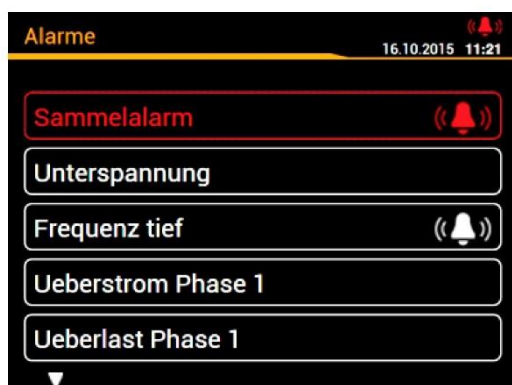 Alarme
16.10.2015 11:21
Sammelalarm
Unterspannung
Frequenz tief
Ueberstrom Phase 1
Ueberlast Phase 1